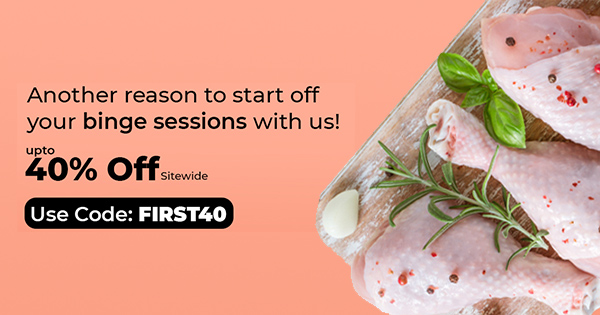 Another reason to start off
your binge sessions with us!
upto
40% Off Sitewide
Use Code: FIRST40